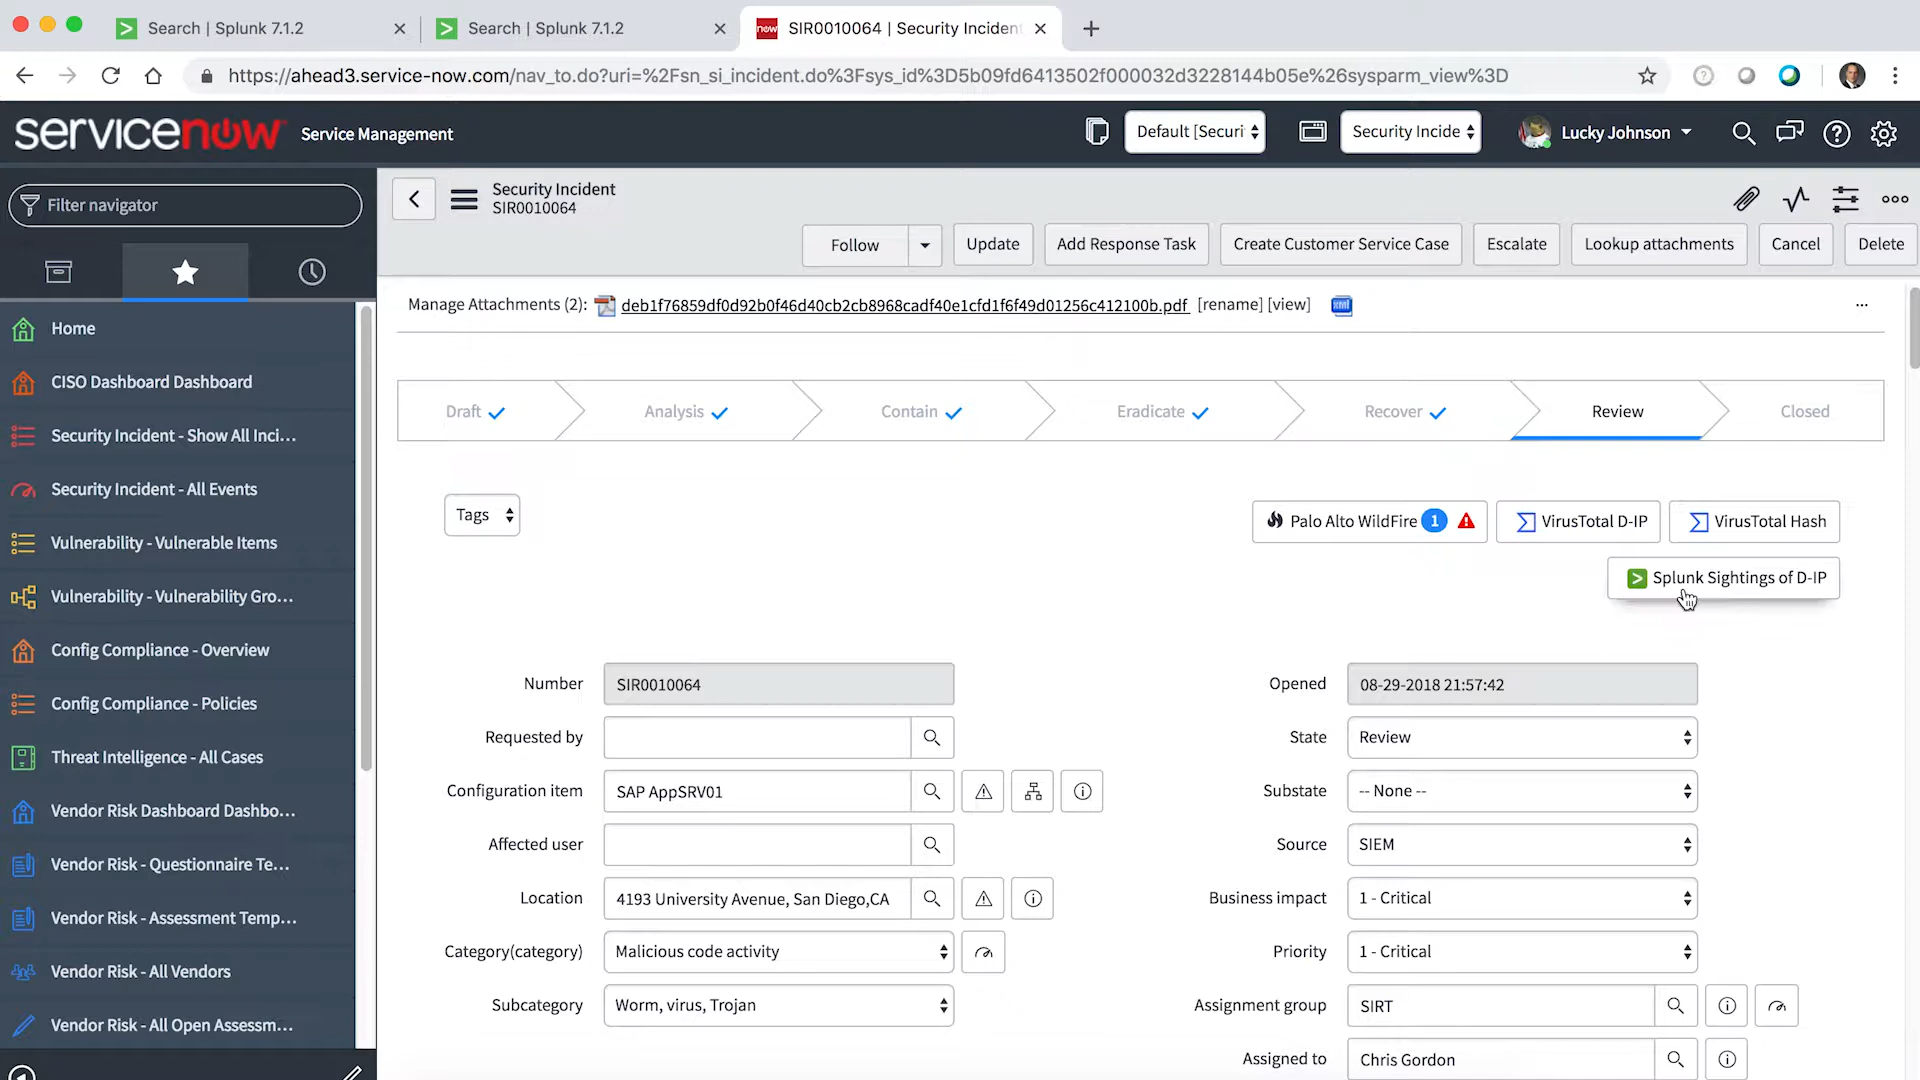 Search | Splunk 7.1.2
Search | Splunk 7.1.2
now SIR0010064 | Security Inciden
https://ahead3.service-now.com/nav_to.do?uri=%2Fsn_si_incident.do%3Fsys_id%3D5b09fd6413502f000032d3228144b05e%26sysparm_view%3D
servicenow Service Management
Default [Securi
Security Incide
Lucky Johnson
Filter navigator
Security Incident
SIR0010064
Follow
Update
Add Response Task
Create Customer Service Case
Escalate
Lookup attachments
Cancel
Delete
Home
CISO Dashboard Dashboard
Security Incident - Show All Inci...
Security Incident - All Events
Vulnerability - Vulnerable Items
Vulnerability - Vulnerability Gro...
Config Compliance - Overview
Config Compliance - Policies
Threat Intelligence - All Cases
Vendor Risk Dashboard Dashbo...
Vendor Risk - Questionnaire Te...
Vendor Risk - Assessment Temp...
Vendor Risk - All Vendors
Vendor Risk - All Open Assessm...
Manage Attachments (2): deb1f76859df0d92b0f46d40cb2cb8968cadf40e1cfd1f6f49d01256c412100b.pdf [rename] [view]
Draft
Analysis
Contain
Eradicate
Recover
Review
Closed
Tags
Palo Alto WildFire 1
VirusTotal D-IP
VirusTotal Hash
Splunk Sightings of D-IP
Number SIR0010064
Requested by
Configuration item SAP AppSRV01
Affected user
Location 4193 University Avenue, San Diego,CA
Category(category) Malicious code activity
Subcategory Worm, virus, Trojan
Opened 08-29-2018 21:57:42
State Review
Substate -- None --
Source SIEM
Business impact 1 - Critical
Priority 1 - Critical
Assignment group SIRT
Assigned to Chris Gordon